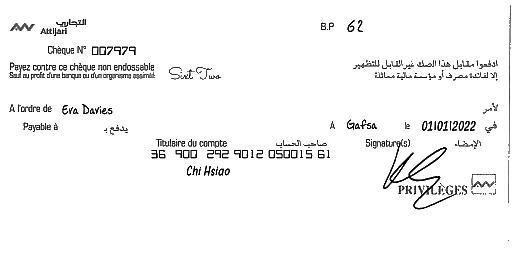 التجاري
Attijari
B.P 62
Chèque N° 007979
Payez contre ce chèque non endossable
Sauf au profit d'une banque ou d'un organisme assimilé
Sixt Two
ادفعوا مقابل هذا الصك غير القابل للتظهير
إلا لفائدة مصرف أو مؤسسة مالية مماثلة
A l'ordre de Eva Davies
لأمر
Payable à يدفع بـ
A Gafsa le 01/01/2022 في
Titulaire du compte صاحب الحساب
Signature(s) الإمضاء
36 900 292 9012 050015 61
Chi Hsiao
PRIVILÈGES